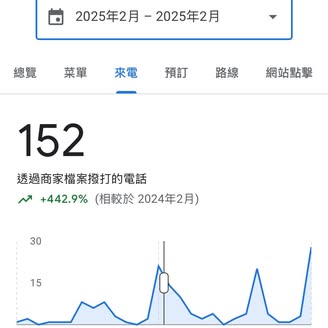 2025年2月 – 2025年2月
總覽 菜單 來電 預訂 路線 網站點擊
152
透過商家檔案撥打的電話
+442.9% (相較於 2024年2月)
30
15